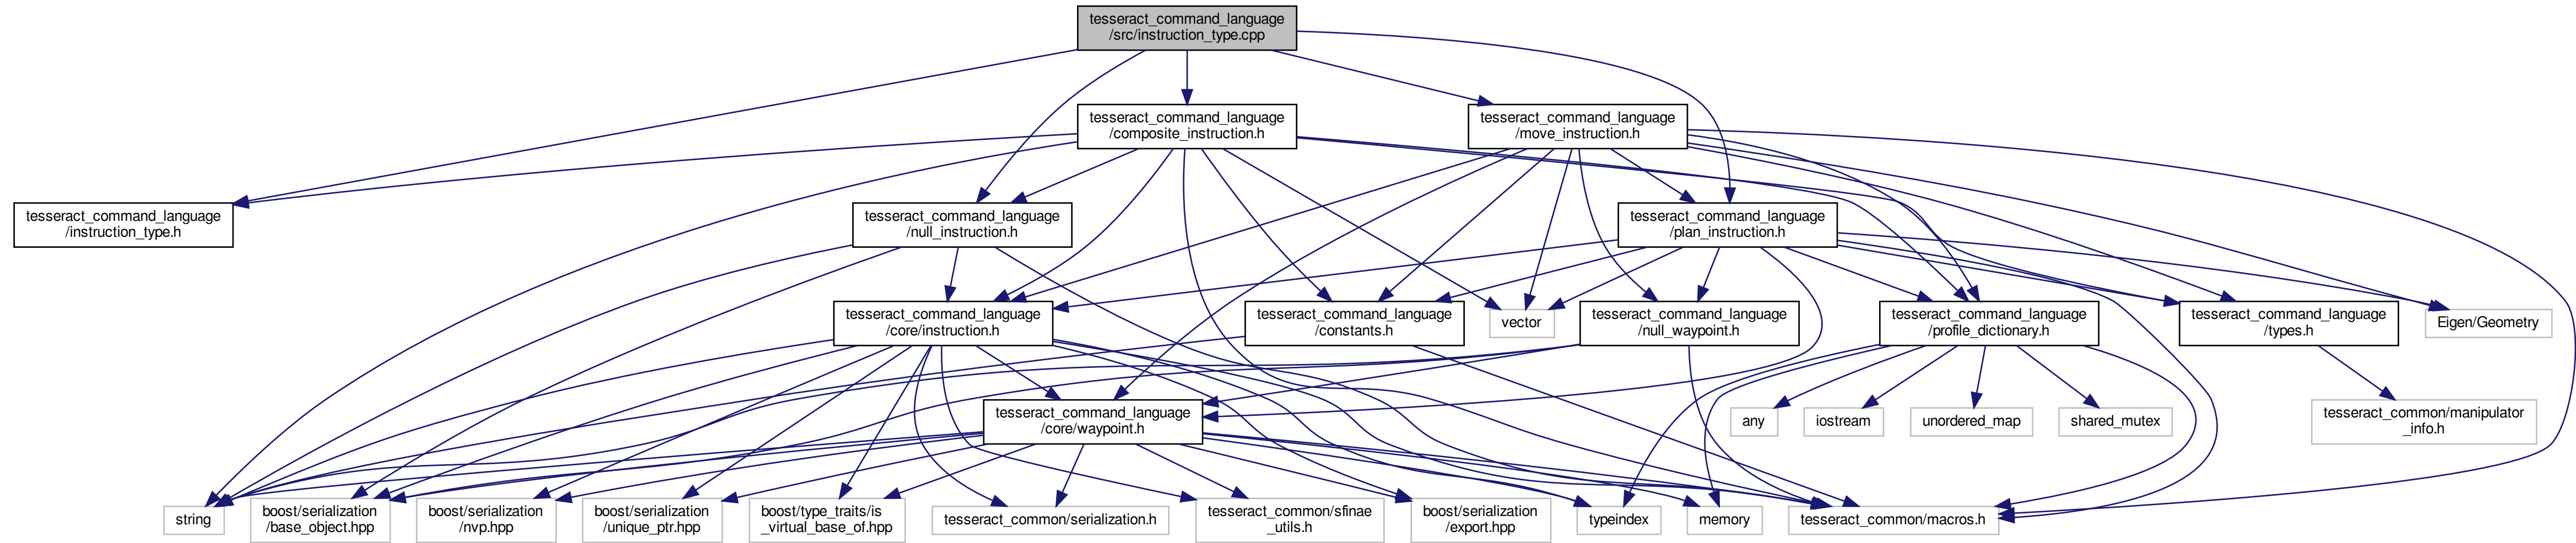 tesseract_command_language
/src/instruction_type.cpp
tesseract_command_language
/composite_instruction.h
tesseract_command_language
/move_instruction.h
tesseract_command_language
/instruction_type.h
tesseract_command_language
/null_instruction.h
tesseract_command_language
/plan_instruction.h
tesseract_command_language
/core/instruction.h
tesseract_command_language
/constants.h
vector
tesseract_command_language
/null_waypoint.h
tesseract_command_language
/profile_dictionary.h
tesseract_command_language
/types.h
Eigen/Geometry
tesseract_command_language
/core/waypoint.h
any
iostream
unordered_map
shared_mutex
tesseract_common/manipulator
_info.h
string
boost/serialization
/base_object.hpp
boost/serialization
/nvp.hpp
boost/serialization
/unique_ptr.hpp
boost/type_traits/is
_virtual_base_of.hpp
tesseract_common/serialization.h
tesseract_common/sfinae
_utils.h
boost/serialization
/export.hpp
typeindex
memory
tesseract_common/macros.h